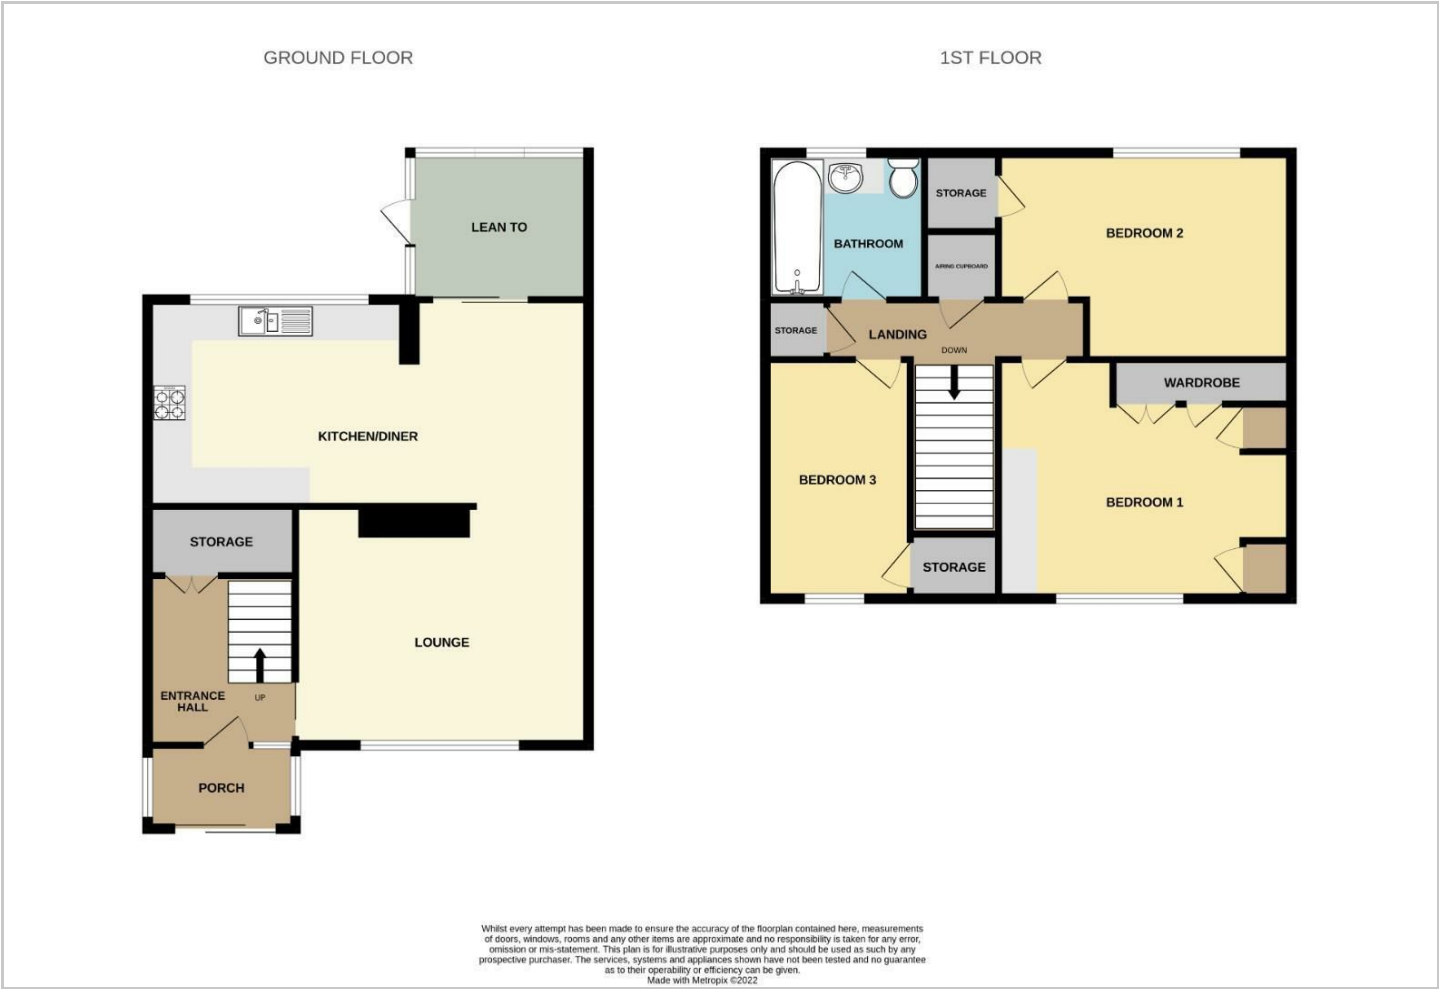 GROUND FLOOR
1ST FLOOR
LEAN TO
KITCHEN/DINER
STORAGE
LOUNGE
ENTRANCE
HALL
UP
PORCH
STORAGE
BATHROOM
AIRING CUPBOARD
BEDROOM 2
STORAGE
LANDING
DOWN
WARDROBE
BEDROOM 3
BEDROOM 1
STORAGE
Whilst every attempt has been made to ensure the accuracy of the floorplan contained here, measurements
of doors, windows, rooms and any other items are approximate and no responsibility is taken for any error,
omission or mis-statement. This plan is for illustrative purposes only and should be used as such by any
prospective purchaser. The services, systems and appliances shown have not been tested and no guarantee
as to their operability or efficiency can be given.
Made with Metropix ©2022